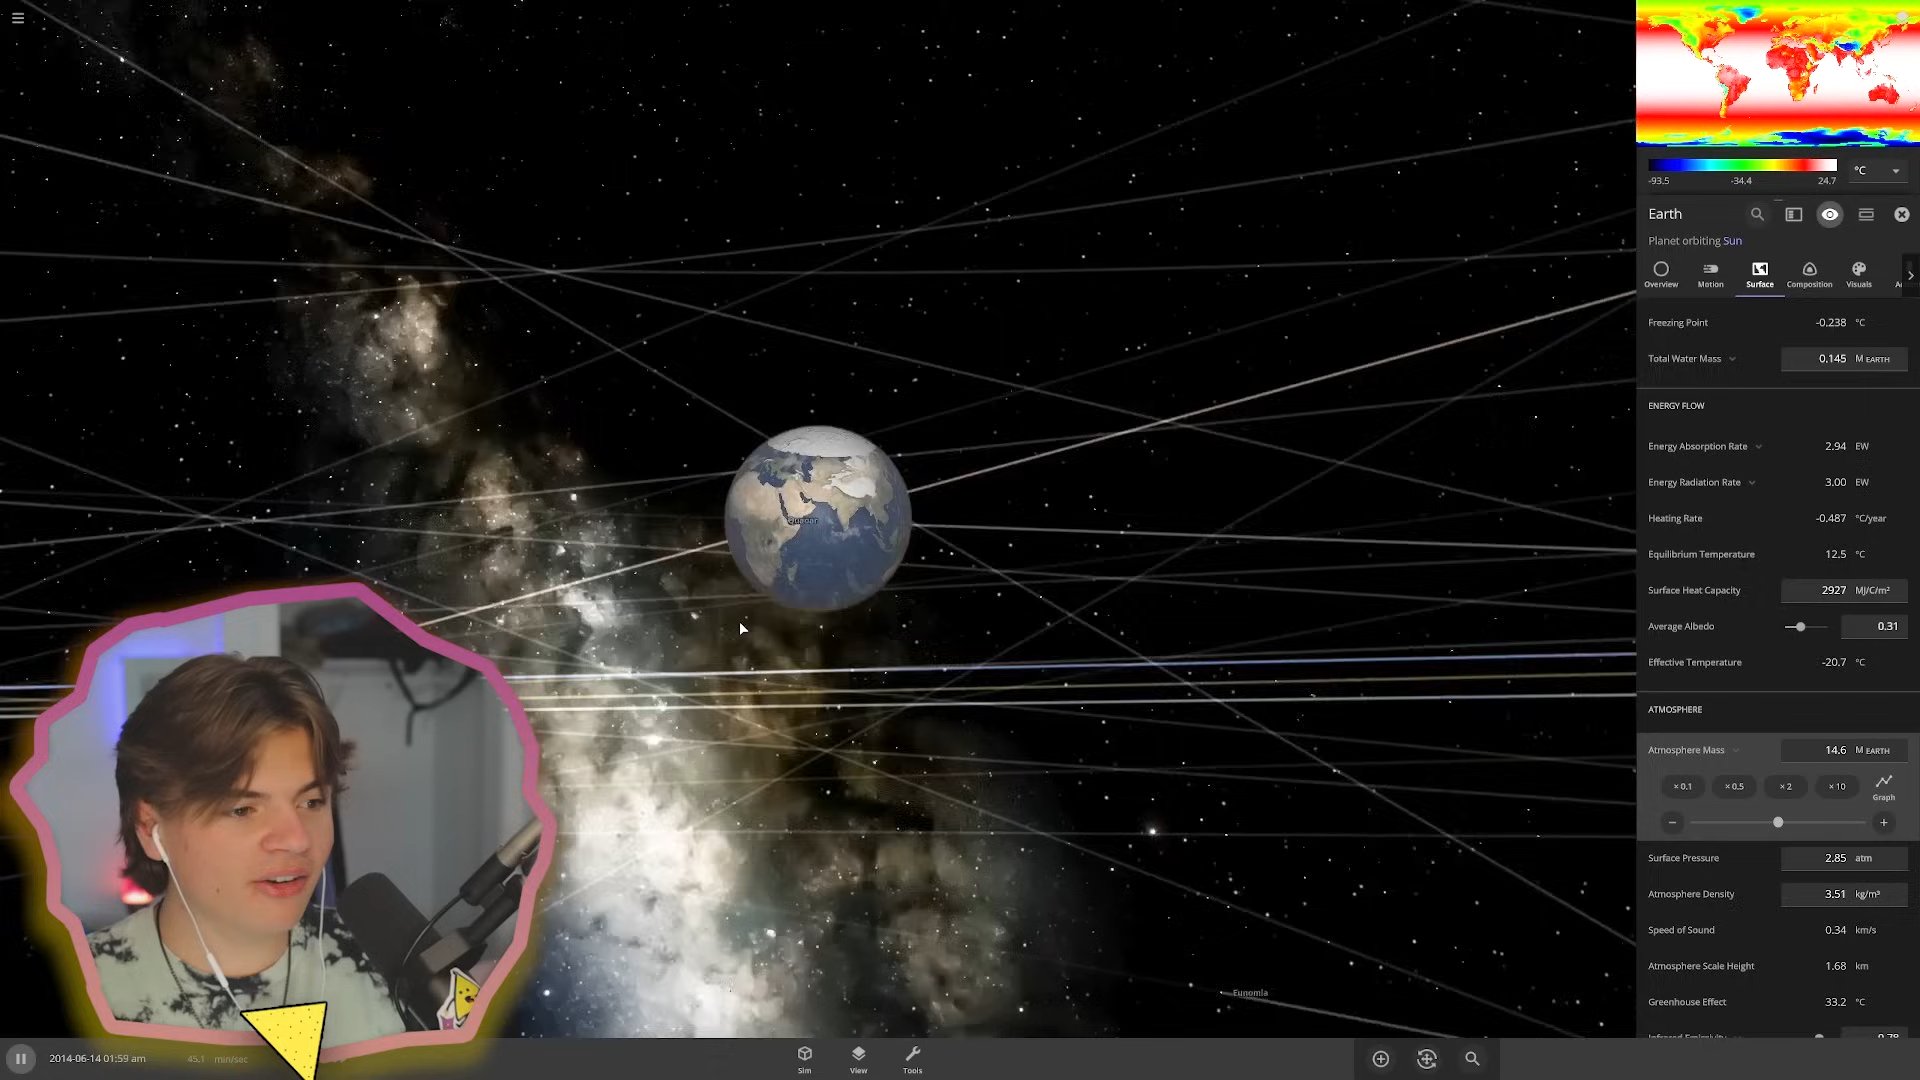 °C
-93.5 -34.4 24.7
Earth
Planet orbiting Sun
Overview Motion Surface Composition Visuals
Freezing Point -0.238 °C
Total Water Mass 0.145 M EARTH
ENERGY FLOW
Energy Absorption Rate 2.94 EW
Energy Radiation Rate 3.00 EW
Heating Rate -0.487 °C/year
Equilibrium Temperature 12.5 °C
Surface Heat Capacity 2927 MJ/C/m²
Average Albedo 0.31
Effective Temperature -20.7 °C
ATMOSPHERE
Atmosphere Mass 14.6 M EARTH
× 0.1 × 0.5 × 2 × 10 Graph
Surface Pressure 2.85 atm
Atmosphere Density 3.51 kg/m³
Speed of Sound 0.34 km/s
Atmosphere Scale Height 1.68 km
Greenhouse Effect 33.2 °C
Infrared Emissivity 0.78
Eunomia
2014-06-14 01:59 am 45.1 min/sec
Sim View Tools